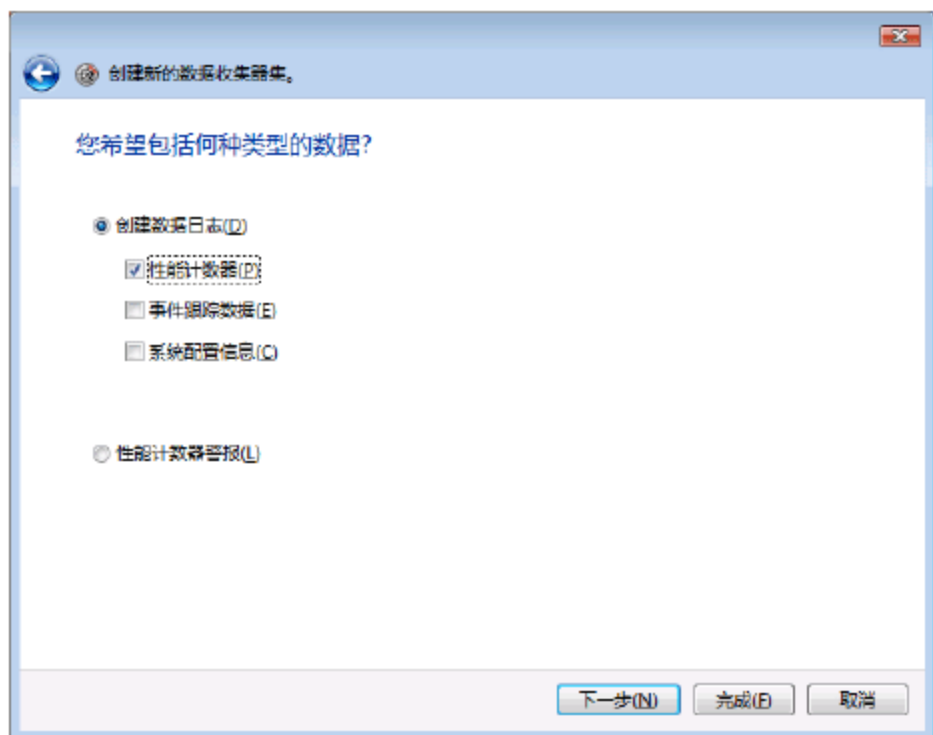 创建新的数据收集器集。
您希望包括何种类型的数据?
创建数据日志(D)
性能计数器(P)
事件跟踪数据(E)
系统配置信息(C)
性能计数器警报(L)
下一步(N) 完成(F) 取消